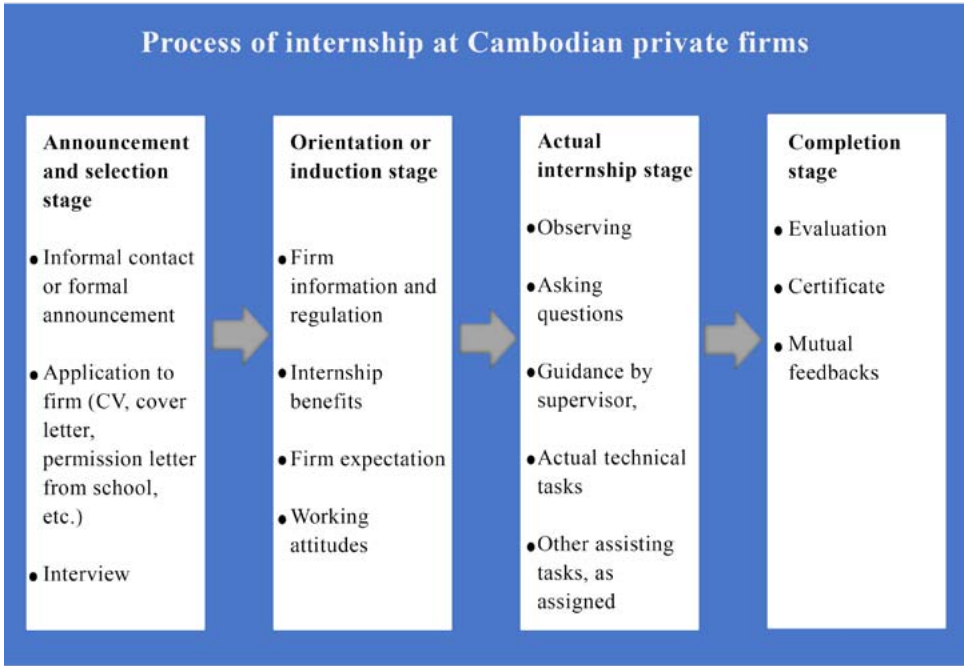 Process of internship at Cambodian private firms
Announcement
and selection
stage
● Informal contact
or formal
announcement
● Application to
firm (CV, cover
letter,
permission letter
from school,
etc.)
● Interview
Orientation or
induction stage
● Firm
information and
regulation
● Internship
benefits
● Firm expectation
● Working
attitudes
Actual
internship stage
● Observing
● Asking
questions
● Guidance by
supervisor,
● Actual technical
tasks
● Other assisting
tasks, as
assigned
Completion
stage
● Evaluation
● Certificate
● Mutual
feedbacks